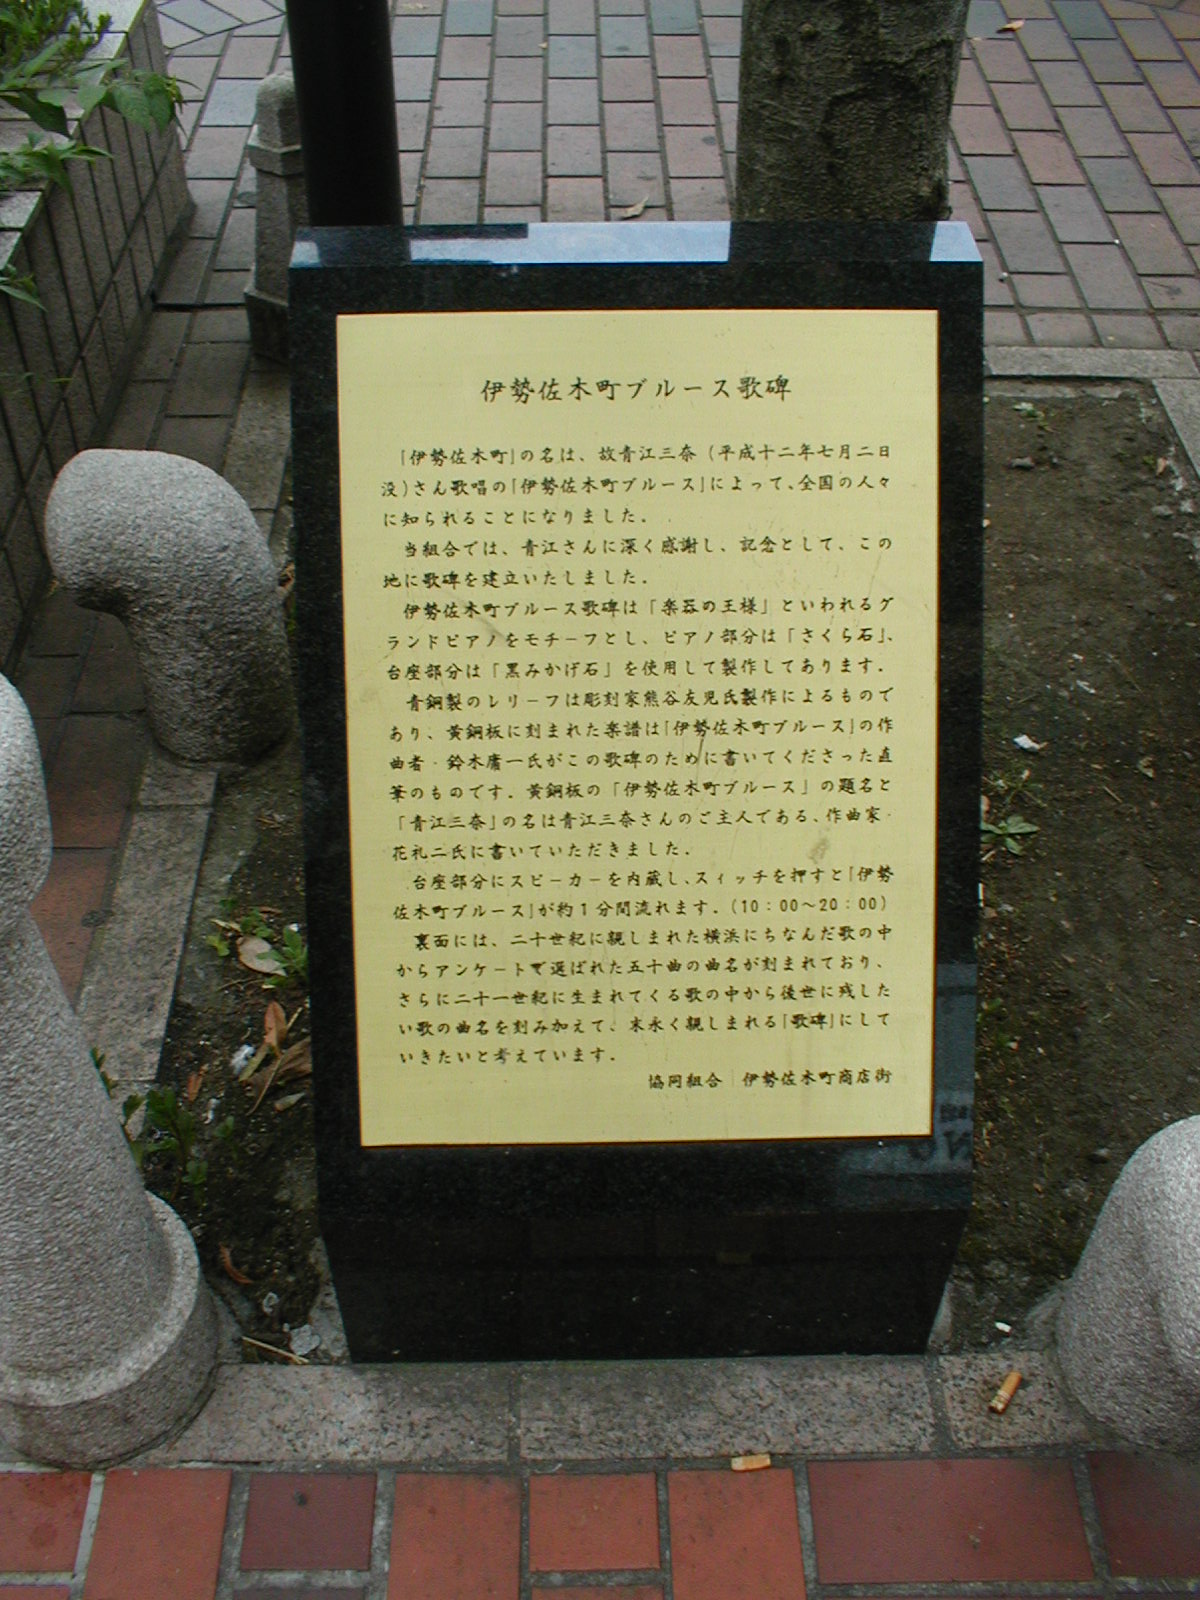 伊勢佐木町ブルース歌碑
「伊勢佐木町」の名は、故青江三奈（平成十二年七月二日
没）さん歌唱の「伊勢佐木町ブルース」によって、全国の人々
に知られることになりました．
当組合では、青江さんに深く感謝し、記念として、この
地に歌碑を建立いたしました．
伊勢佐木町ブルース歌碑は「楽器の王様」といわれるグ
ランドピアノをモチーフとし、ピアノ部分は「さくら石」、
台座部分は「黒みかげ石」を使用して製作してあります．
青銅製のレリーフは彫刻家熊谷友児氏製作によるもので
あり、黄銅板に刻まれた楽譜は「伊勢佐木町ブルース」の作
曲者・鈴木庸一氏がこの歌碑のために書いてくださった直
筆のものです．黄銅板の「伊勢佐木町ブルース」の題名と
「青江三奈」の名は青江三奈さんのご主人である、作曲家・
花礼二氏に書いていただきました．
台座部分にスピーカーを内蔵し、スィッチを押すと「伊勢
佐木町ブルース」が約１分間流れます．（10：00～20：00）
裏面には、二十世紀に親しまれた横浜にちなんだ歌の中
からアンケートで選ばれた五十曲の曲名が刻まれており、
さらに二十一世紀に生まれてくる歌の中から後世に残した
い歌の曲名を刻み加えて、末永く親しまれる「歌碑」にして
いきたいと考えています．
協同組合 伊勢佐木町商店街